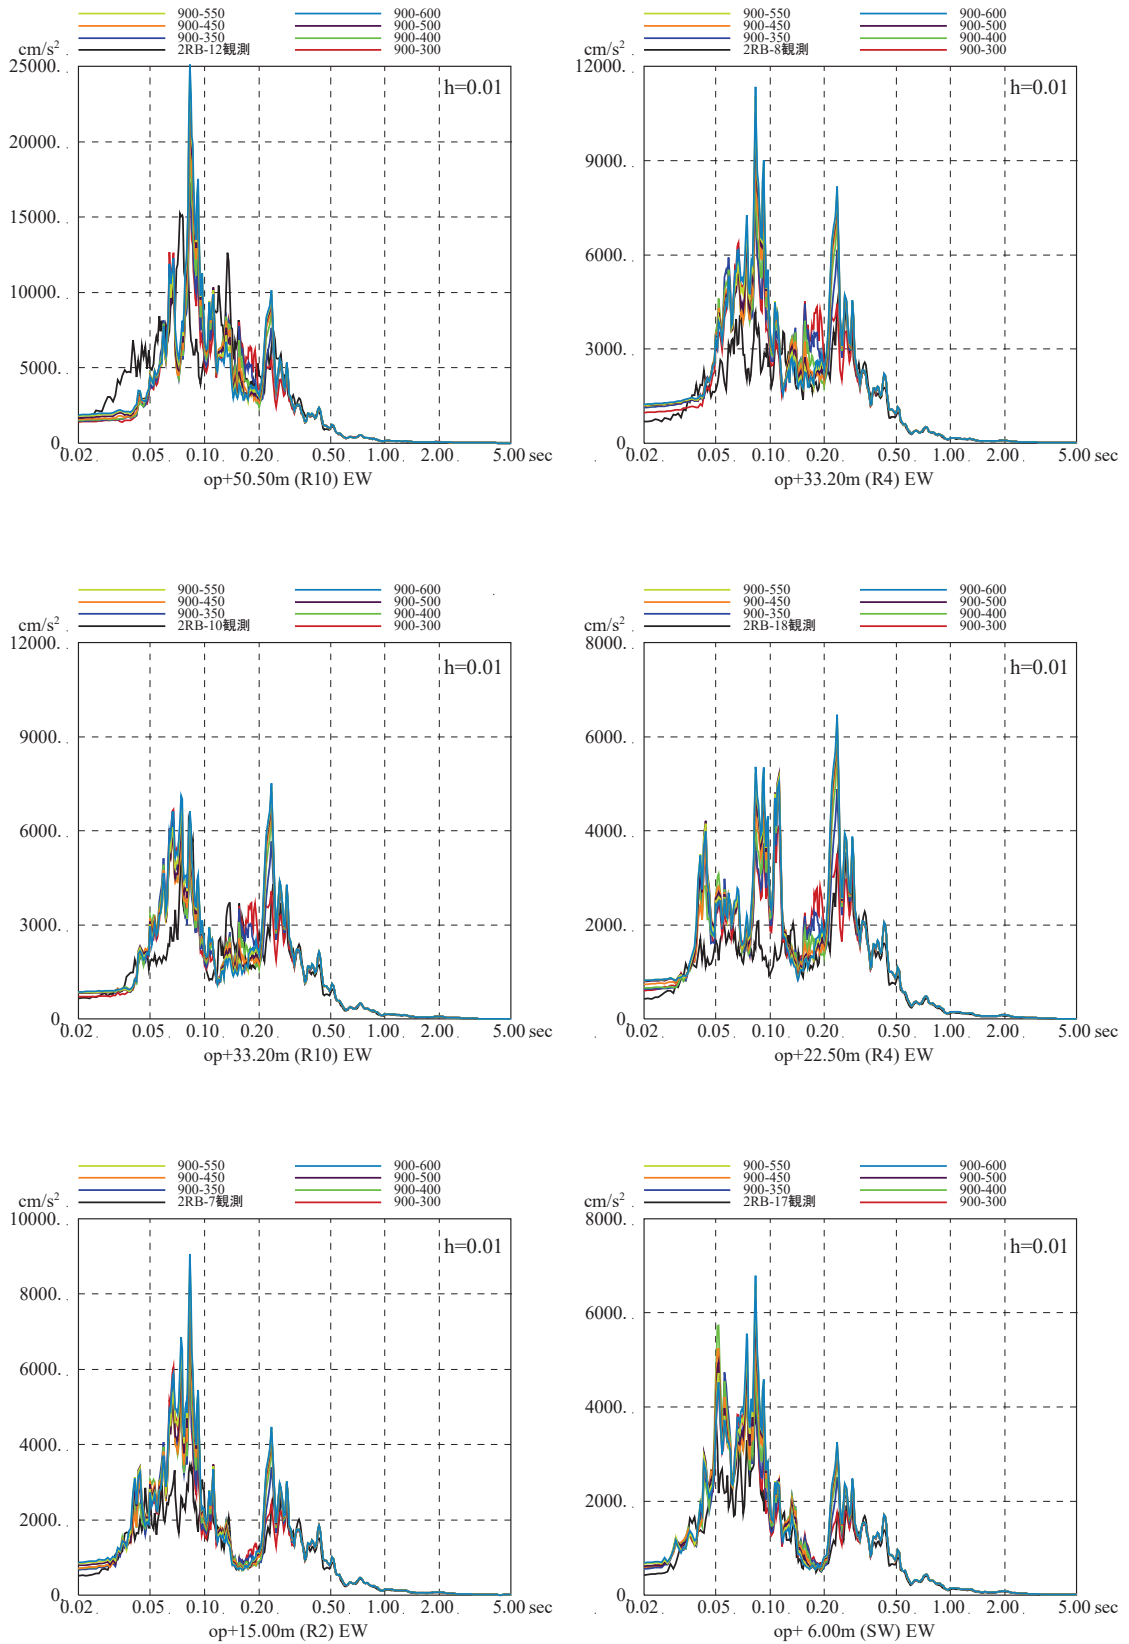 900-550 900-600
900-450 900-500
900-350 900-400
2RB-12観測 900-300
cm/s²
h=0.01
25000.
20000.
15000.
10000.
5000.
0.
0.02 0.05 0.10 0.20 0.50 1.00 2.00 5.00 sec
op+50.50m (R10) EW
900-550 900-600
900-450 900-500
900-350 900-400
2RB-8観測 900-300
cm/s²
h=0.01
12000.
9000.
6000.
3000.
0.
0.02 0.05 0.10 0.20 0.50 1.00 2.00 5.00 sec
op+33.20m (R4) EW
900-550 900-600
900-450 900-500
900-350 900-400
2RB-10観測 900-300
cm/s²
h=0.01
12000.
9000.
6000.
3000.
0.
0.02 0.05 0.10 0.20 0.50 1.00 2.00 5.00 sec
op+33.20m (R10) EW
900-550 900-600
900-450 900-500
900-350 900-400
2RB-18観測 900-300
cm/s²
h=0.01
8000.
6000.
4000.
2000.
0.
0.02 0.05 0.10 0.20 0.50 1.00 2.00 5.00 sec
op+22.50m (R4) EW
900-550 900-600
900-450 900-500
900-350 900-400
2RB-7観測 900-300
cm/s²
h=0.01
10000.
8000.
6000.
4000.
2000.
0.
0.02 0.05 0.10 0.20 0.50 1.00 2.00 5.00 sec
op+15.00m (R2) EW
900-550 900-600
900-450 900-500
900-350 900-400
2RB-17観測 900-300
cm/s²
h=0.01
8000.
6000.
4000.
2000.
0.
0.02 0.05 0.10 0.20 0.50 1.00 2.00 5.00 sec
op+ 6.00m (SW) EW